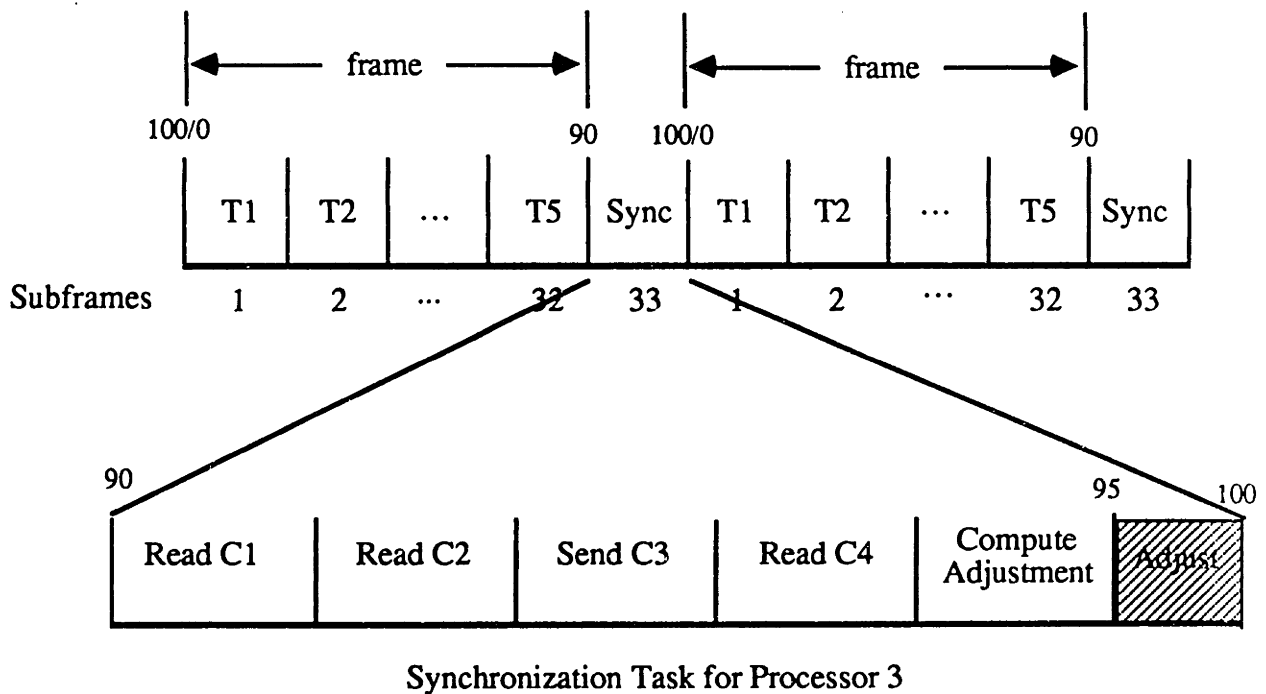 frame frame
100/0 90 100/0 90
T1 T2 ... T5 Sync T1 T2 ... T5 Sync
Subframes 1 2 ... 32 33 1 2 ... 32 33
90 95 100
Read C1 Read C2 Send C3 Read C4 Compute Adjustment Adjust
Synchronization Task for Processor 3